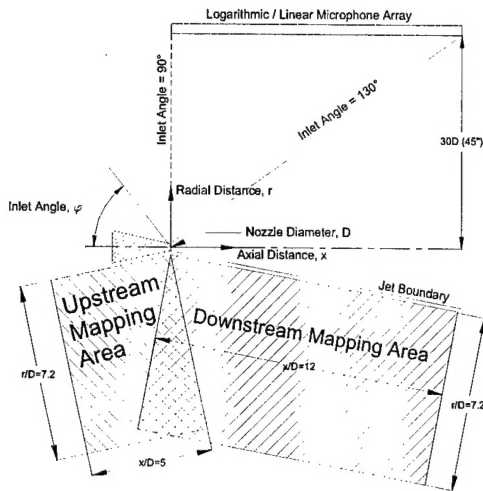 Logarithmic / Linear Microphone Array
Inlet Angle = 90°
Inlet Angle = 130°
30D (45")
Radial Distance, r
Inlet Angle, φ
Nozzle Diameter, D
Axial Distance, x
Jet Boundary
Upstream
Mapping
Area
Downstream Mapping Area
r/D=7.2
x/D=12
r/D=7.2
x/D=5